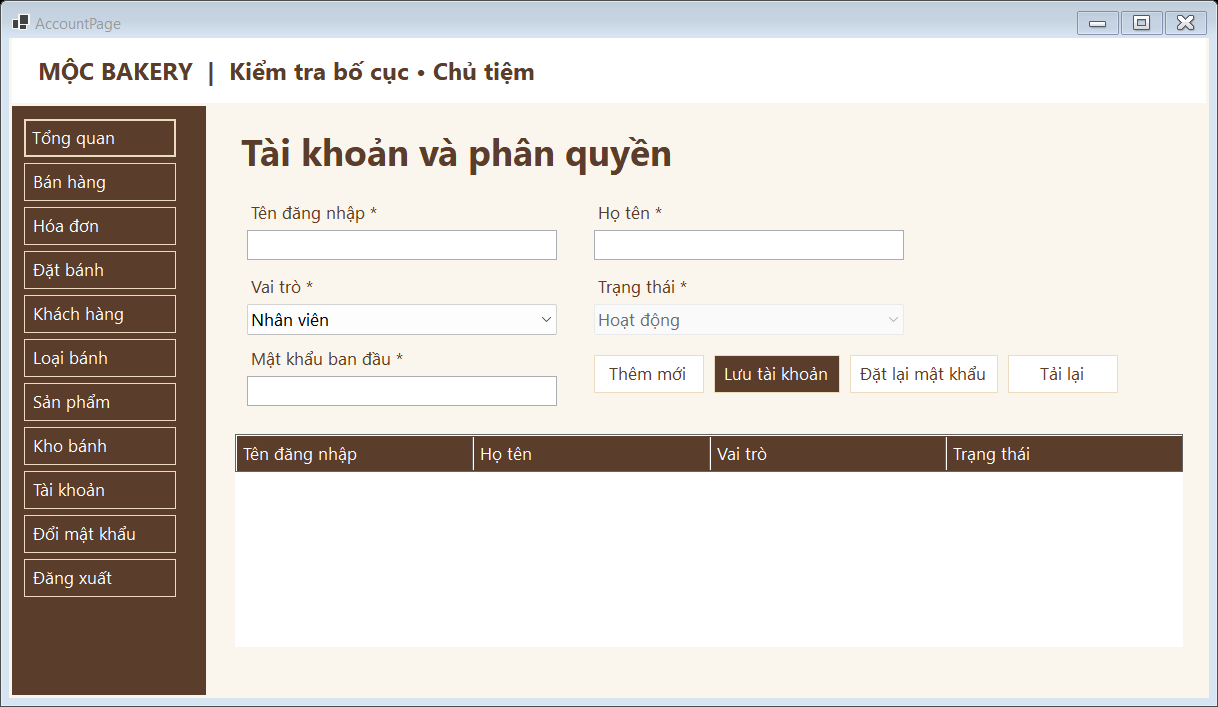 AccountPage
MỘC BAKERY | Kiểm tra bố cục • Chủ tiệm
Tổng quan
Bán hàng
Hóa đơn
Đặt bánh
Khách hàng
Loại bánh
Sản phẩm
Kho bánh
Tài khoản
Đổi mật khẩu
Đăng xuất
Tài khoản và phân quyền
Tên đăng nhập * Họ tên *
Vai trò * Trạng thái *
Nhân viên Hoạt động
Mật khẩu ban đầu *
Thêm mới Lưu tài khoản Đặt lại mật khẩu Tải lại
Tên đăng nhập Họ tên Vai trò Trạng thái